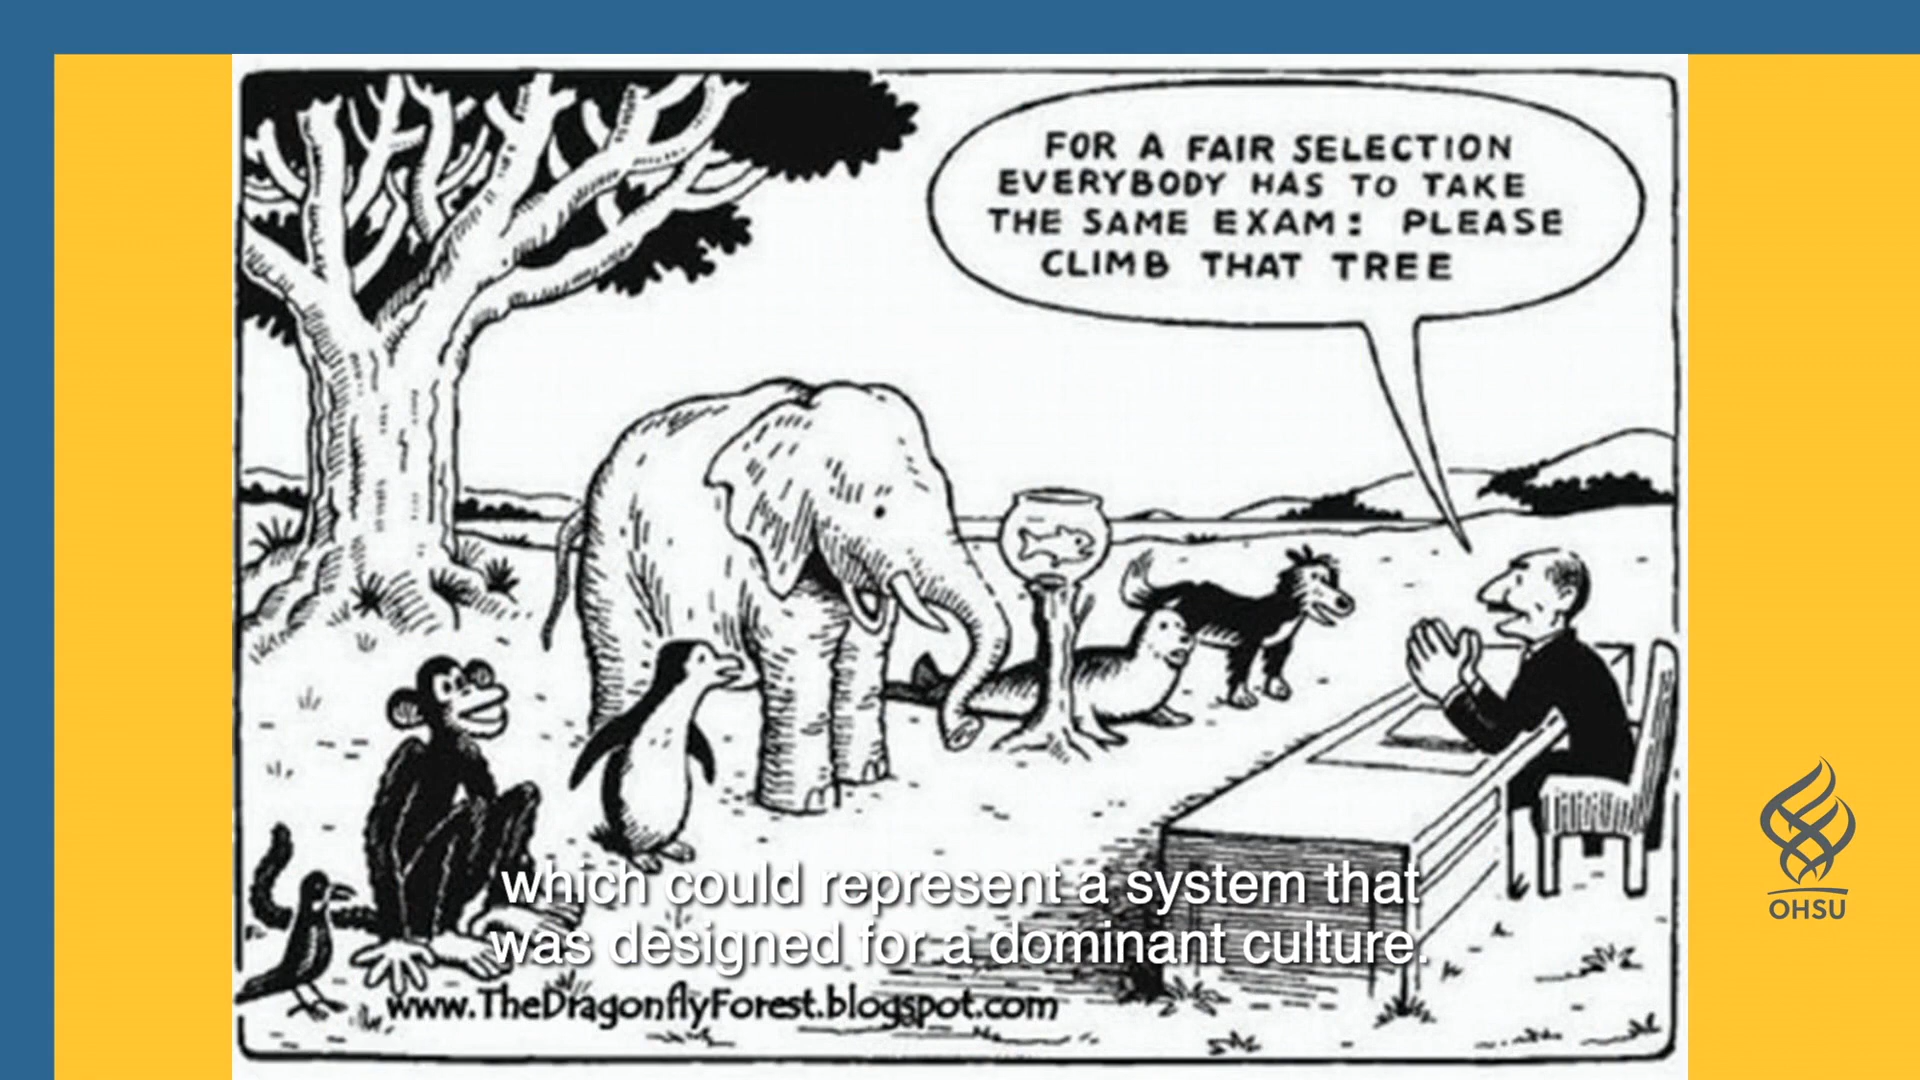 FOR A FAIR SELECTION
EVERYBODY HAS TO TAKE
THE SAME EXAM: PLEASE
CLIMB THAT TREE
which could represent a system that
was designed for a dominant culture.
www.TheDragonflyForest.blogspot.com
OHSU